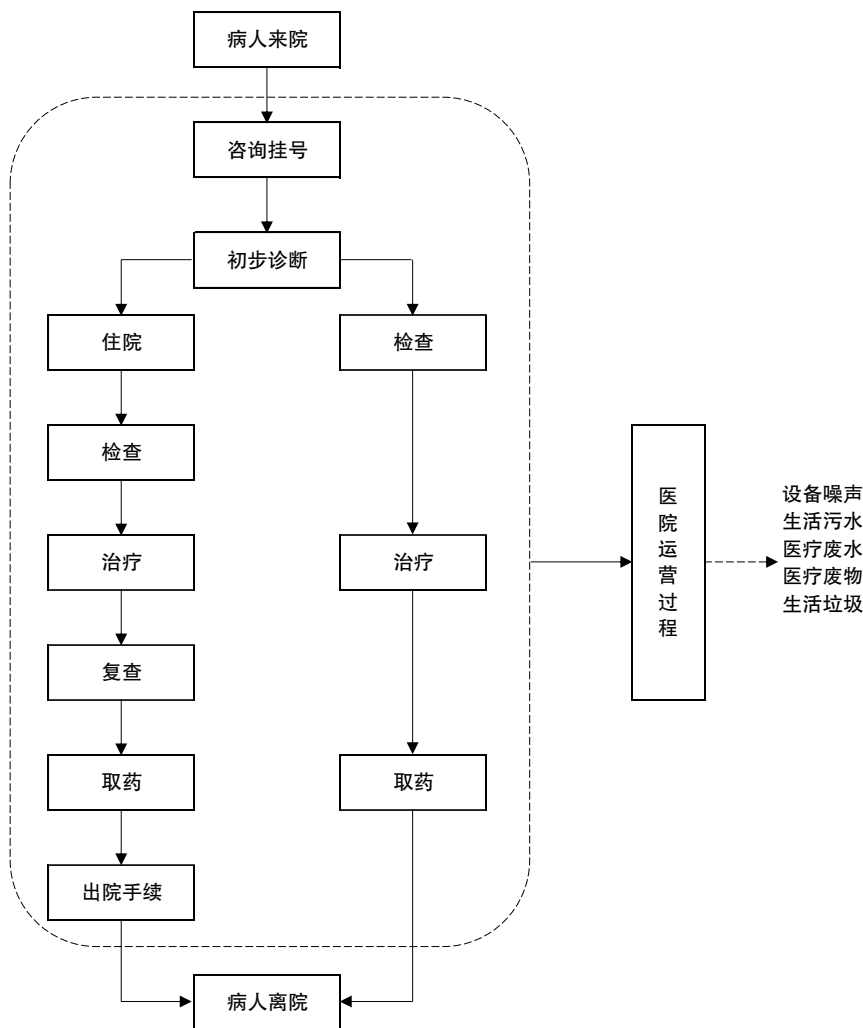 病人来院
咨询挂号
初步诊断
住院
检查
检查
治疗
治疗
复查
取药
取药
出院手续
病人离院
医院运营过程
设备噪声
生活污水
医疗废水
医疗废物
生活垃圾